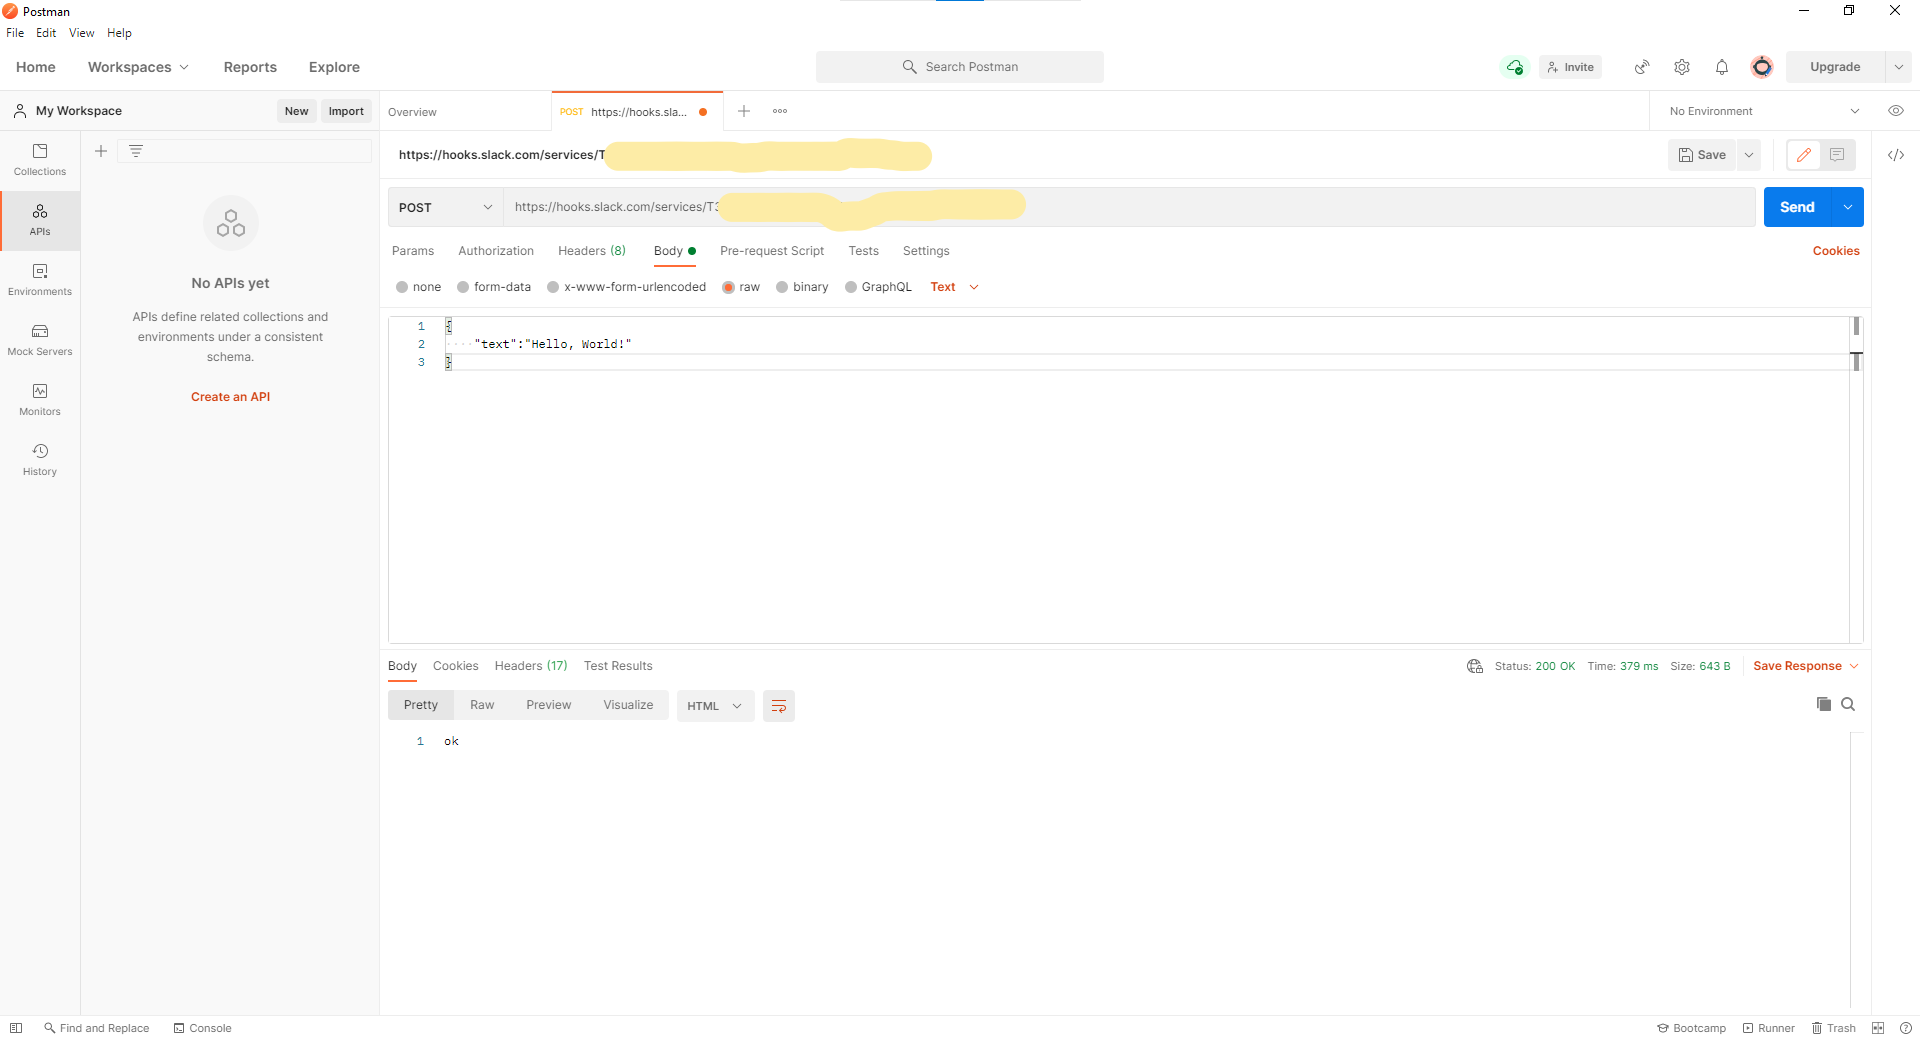 Postman
File Edit View Help
Home Workspaces Reports Explore Search Postman Invite Upgrade
My Workspace New Import Overview POST https://hooks.sla... No Environment
https://hooks.slack.com/services/T Save
POST https://hooks.slack.com/services/T3 Send
Params Authorization Headers (8) Body Pre-request Script Tests Settings Cookies
none form-data x-www-form-urlencoded raw binary GraphQL Text
Collections
APIs
Environments
Mock Servers
Monitors
History
No APIs yet
APIs define related collections and
environments under a consistent
schema.
Create an API
1 {
2 "text":"Hello, World!"
3 }
Body Cookies Headers (17) Test Results Status: 200 OK Time: 379 ms Size: 643 B Save Response
Pretty Raw Preview Visualize HTML
1 ok
Find and Replace Console Bootcamp Runner Trash